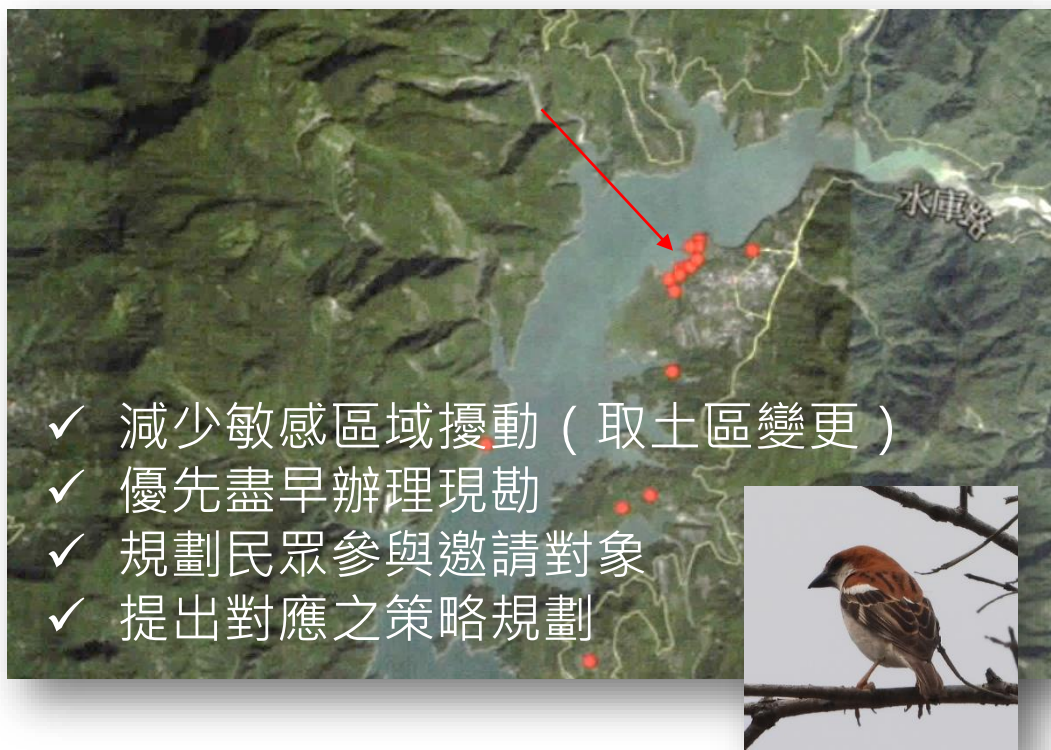 水庫路
✓ 減少敏感區域擾動（取土區變更）
✓ 優先盡早辦理現勘
✓ 規劃民眾參與邀請對象
✓ 提出對應之策略規劃